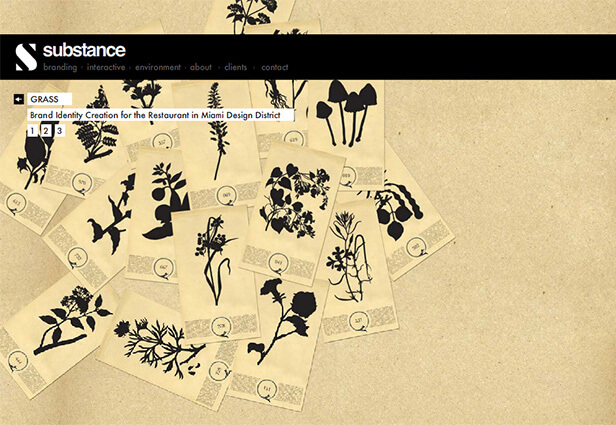 substance
branding · interactive · environment · about · clients · contact
GRASS
Brand Identity Creation for the Restaurant in Miami Design District
1 2 3